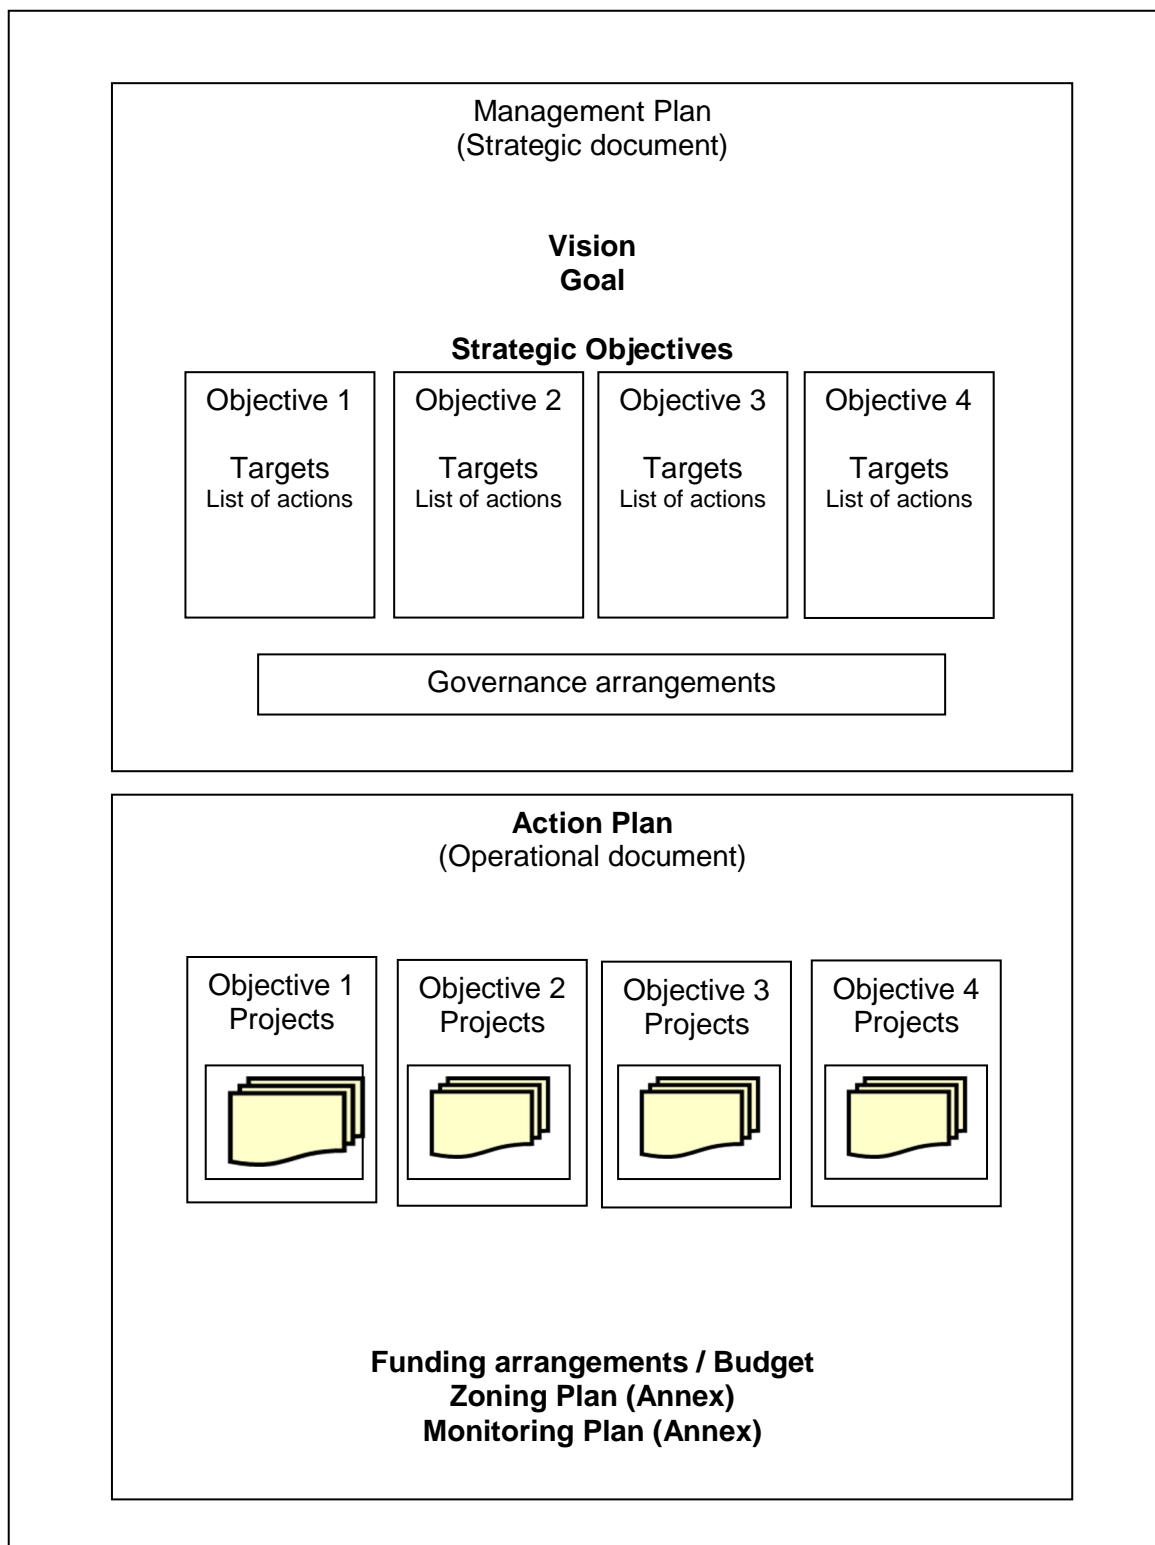 Management Plan
(Strategic document)
Vision
Goal
Strategic Objectives
Objective 1
Targets
List of actions
Objective 2
Targets
List of actions
Objective 3
Targets
List of actions
Objective 4
Targets
List of actions
Governance arrangements
Action Plan
(Operational document)
Objective 1
Projects
Objective 2
Projects
Objective 3
Projects
Objective 4
Projects
Funding arrangements / Budget
Zoning Plan (Annex)
Monitoring Plan (Annex)